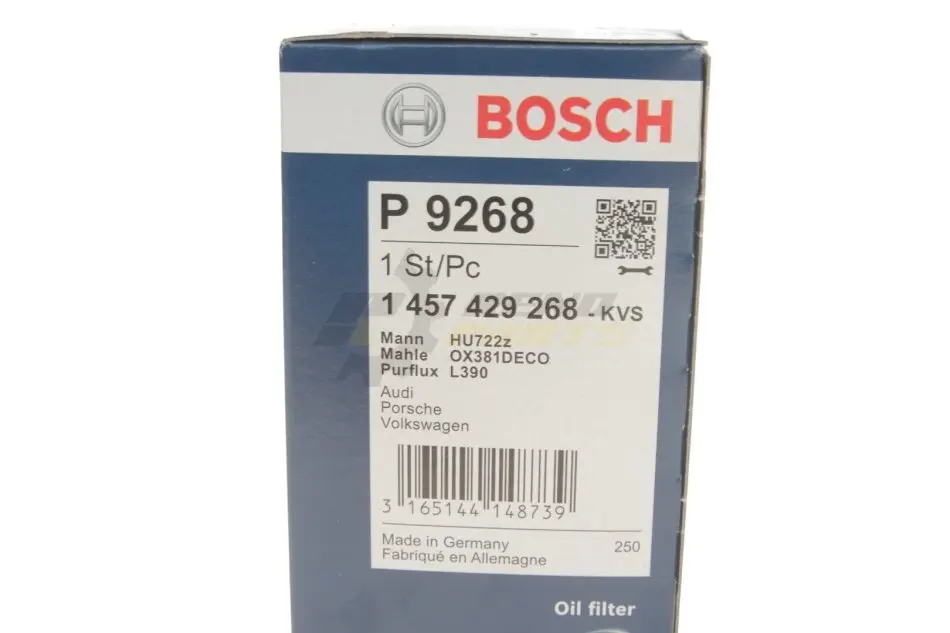 BOSCH
P 9268
1 St/Pc
1 457 429 268 - KVS
Mann HU722z
Mahle OX381DECO
Purflux L390
Audi
Porsche
Volkswagen
3 165144 148739
Made in Germany 250
Fabriqué en Allemagne
Oil filter